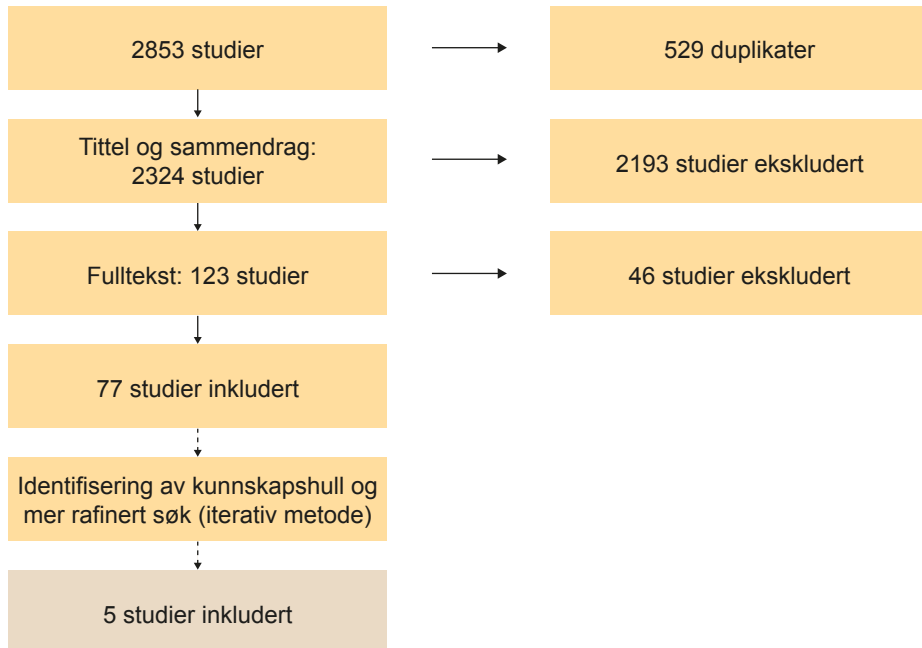 2853 studier
529 duplikater
Tittel og sammendrag:
2324 studier
2193 studier ekskludert
Fulltekst: 123 studier
46 studier ekskludert
77 studier inkludert
Identifisering av kunnskapshull og
mer rafinert søk (iterativ metode)
5 studier inkludert